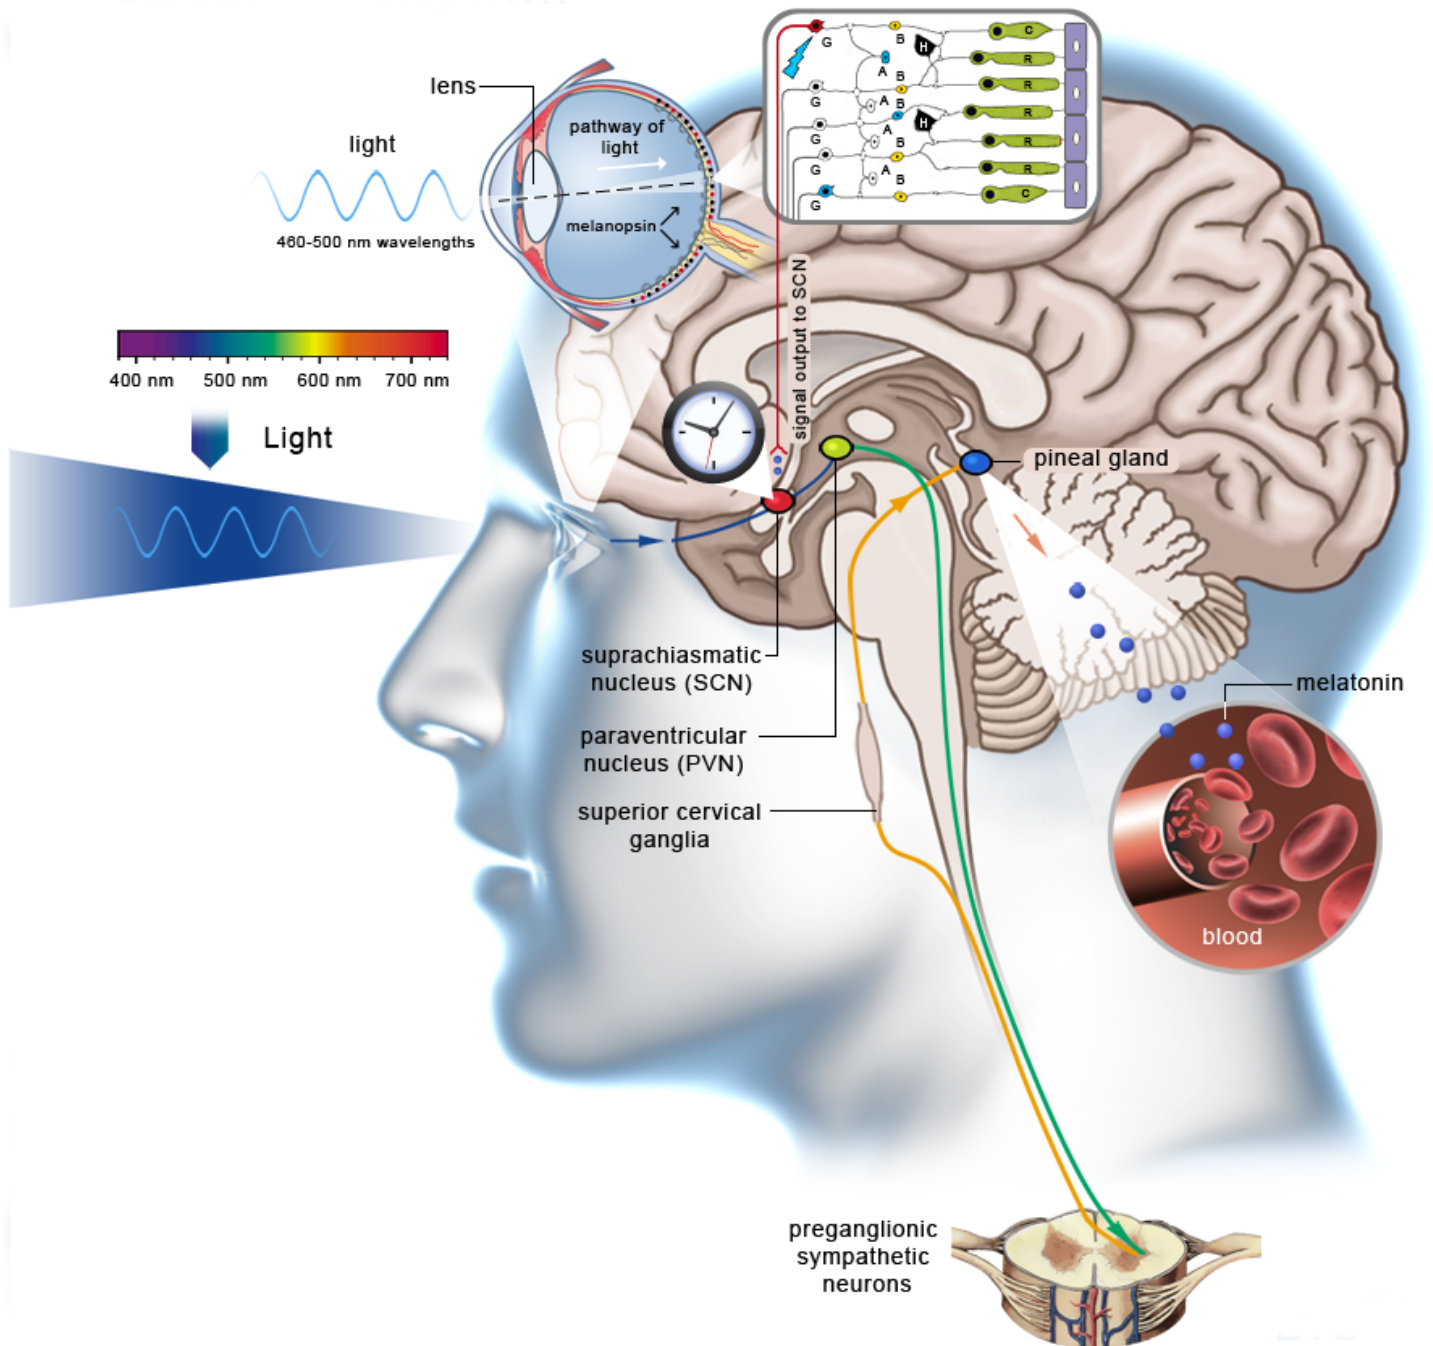 lens
light
460-500 nm wavelengths
pathway of
light
melanopsin
G
B
H
C
A
B
R
G
A
B
R
G
A
B
H
R
G
A
B
R
R
G
C
signal output to SCN
400 nm
500 nm
600 nm
700 nm
Light
pineal gland
suprachiasmatic
nucleus (SCN)
paraventricular
nucleus (PVN)
superior cervical
ganglia
melatonin
blood
preganglionic
sympathetic
neurons